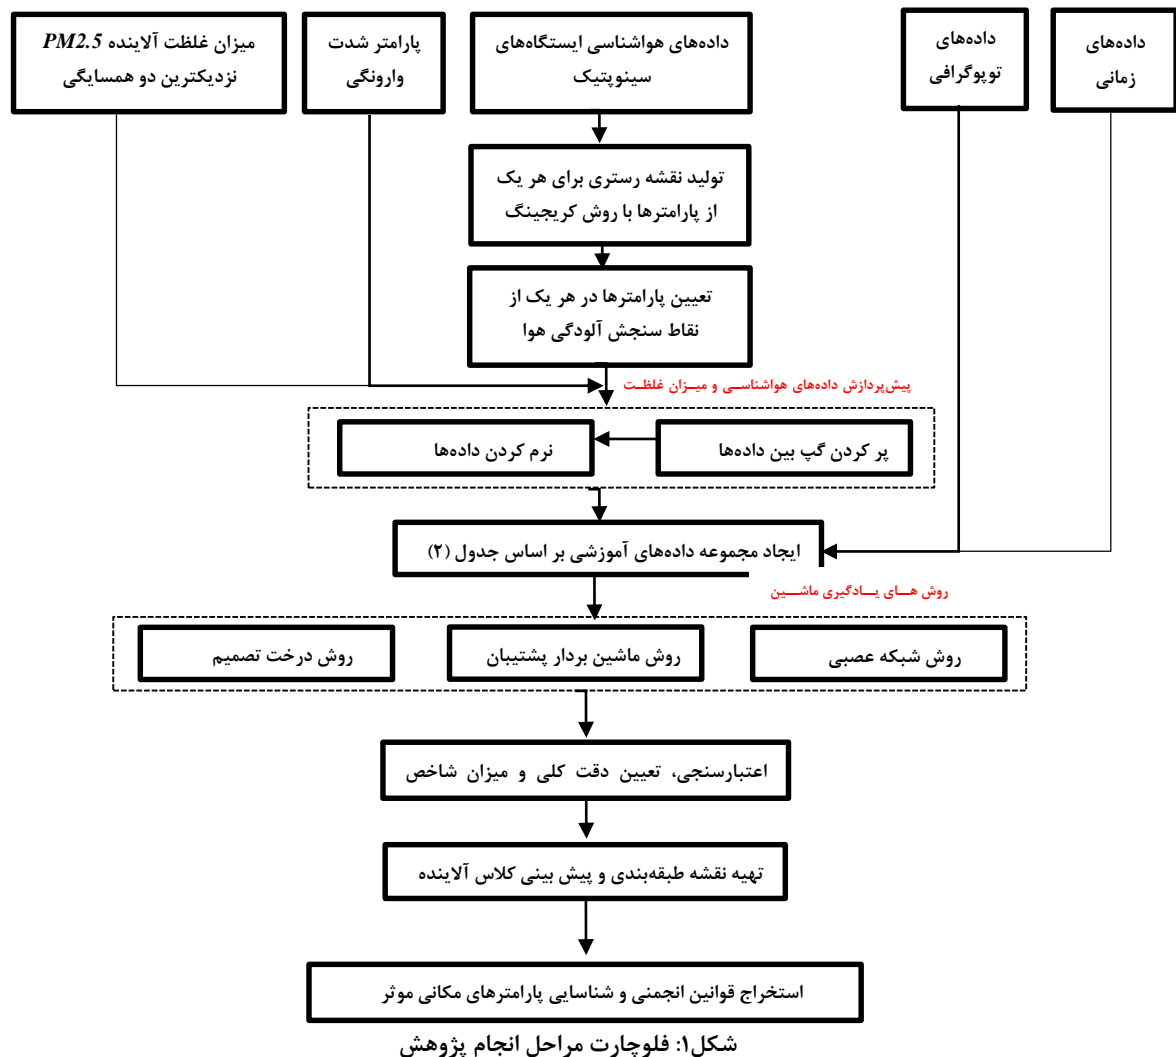 داده‌های
زمانی
داده‌های
توپوگرافی
داده‌های هواشناسی ایستگاه‌های
سینوپتیک
پارامتر شدت
وارونگی
میزان غلظت آلاینده PM2.5
نزدیکترین دو همسایگی
تولید نقشه رستری برای هر یک
از پارامترها با روش کریجینگ
تعیین پارامترها در هر یک از
نقاط سنجش آلودگی هوا
پیش‌پردازش داده‌های هواشناسی و میزان غلظت
پر کردن گپ بین داده‌ها
نرم کردن داده‌ها
ایجاد مجموعه داده‌های آموزشی بر اساس جدول (۲)
روش های یادگیری ماشین
روش شبکه عصبی
روش ماشین بردار پشتیبان
روش درخت تصمیم
اعتبارسنجی، تعیین دقت کلی و میزان شاخص
تهیه نقشه طبقه‌بندی و پیش بینی کلاس آلاینده
استخراج قوانین انجمنی و شناسایی پارامترهای مکانی موثر
شکل۱: فلوچارت مراحل انجام پژوهش